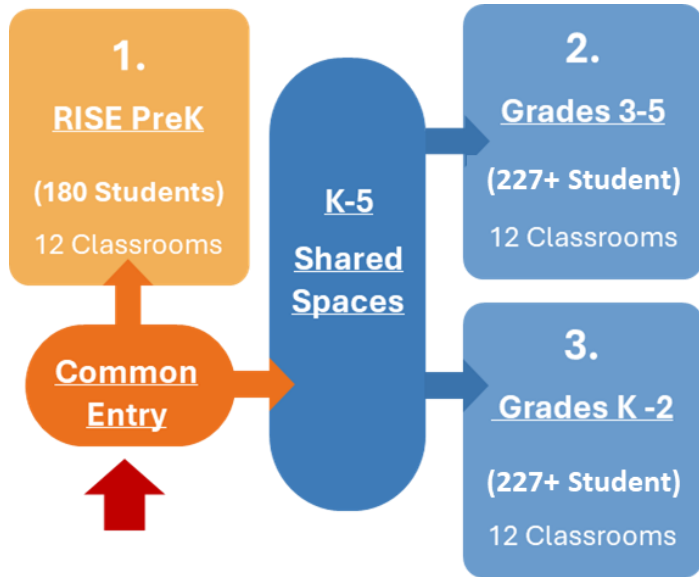 1.
RISE PreK
(180 Students)
12 Classrooms
Common
Entry
K-5
Shared
Spaces
2.
Grades 3-5
(227+ Student)
12 Classrooms
3.
Grades K -2
(227+ Student)
12 Classrooms